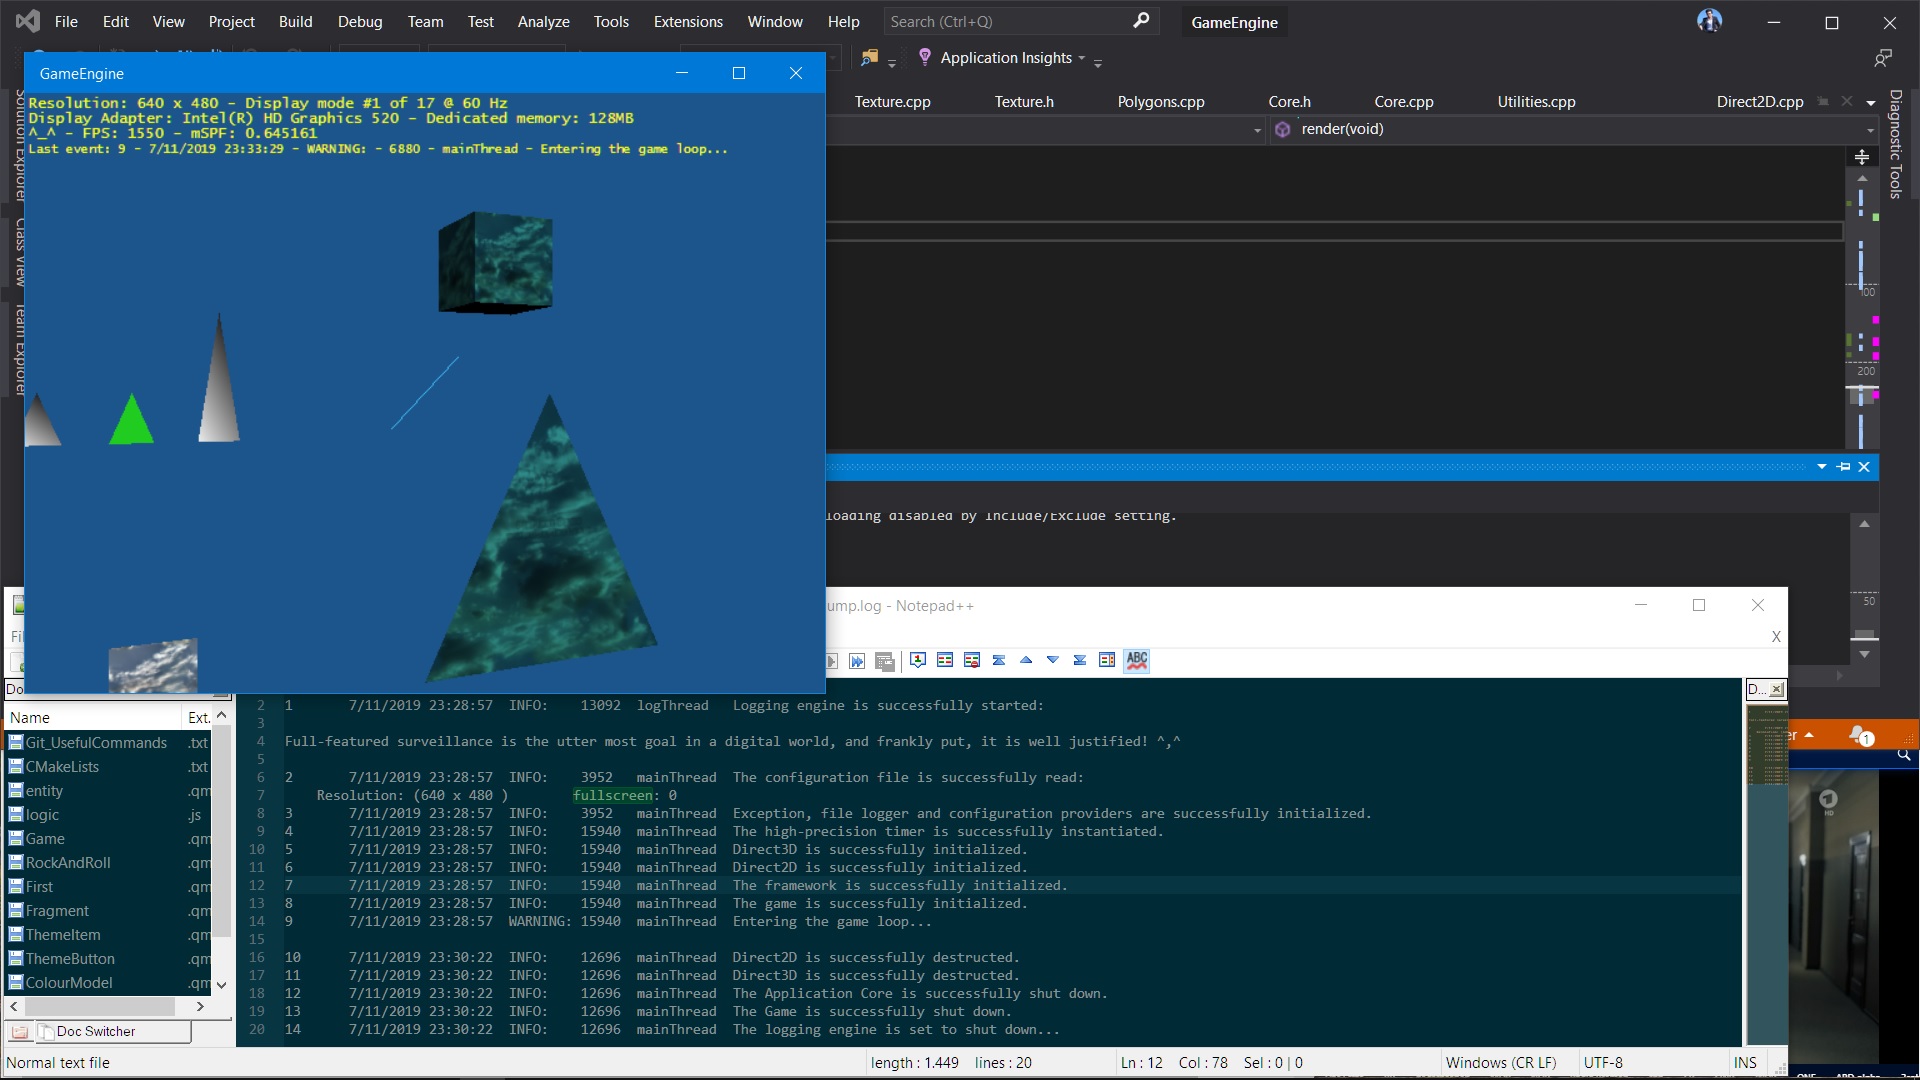 File Edit View Project Build Debug Team Test Analyze Tools Extensions Window Help Search (Ctrl+Q) GameEngine
Application Insights
GameEngine
Resolution: 640 x 480 - Display mode #1 of 17 @ 60 Hz
Display Adapter: Intel(R) HD Graphics 520 - Dedicated memory: 128MB
^_^ - FPS: 1550 - mSPF: 0.645161
Last event: 9 - 7/11/2019 23:33:29 - WARNING: - 6880 - mainThread - Entering the game loop...
Texture.cpp Texture.h Polygons.cpp Core.h Core.cpp Utilities.cpp Direct2D.cpp
render(void)
Solution Explorer
Class View
Team Explorer
Diagnostic Tools
100
200
loading disabled by Include/Exclude setting.
50
ump.log - Notepad++
X
Fi
ABC
Do
D...
Name Ext.
Git_UsefulCommands .txt
CMakeLists .txt
entity .qm
logic .js
Game .qm
RockAndRoll .qm
First .qm
Fragment .qm
ThemeItem .qm
ThemeButton .qm
ColourModel .qm
Doc Switcher
2 1 7/11/2019 23:28:57 INFO: 13092 logThread Logging engine is successfully started:
3
4 Full-featured surveillance is the utter most goal in a digital world, and frankly put, it is well justified! ^,^
5
6 2 7/11/2019 23:28:57 INFO: 3952 mainThread The configuration file is successfully read:
7 Resolution: (640 x 480 ) fullscreen: 0
8 3 7/11/2019 23:28:57 INFO: 3952 mainThread Exception, file logger and configuration providers are successfully initialized.
9 4 7/11/2019 23:28:57 INFO: 15940 mainThread The high-precision timer is successfully instantiated.
10 5 7/11/2019 23:28:57 INFO: 15940 mainThread Direct3D is successfully initialized.
11 6 7/11/2019 23:28:57 INFO: 15940 mainThread Direct2D is successfully initialized.
12 7 7/11/2019 23:28:57 INFO: 15940 mainThread The framework is successfully initialized.
13 8 7/11/2019 23:28:57 INFO: 15940 mainThread The game is successfully initialized.
14 9 7/11/2019 23:28:57 WARNING: 15940 mainThread Entering the game loop...
15
16 10 7/11/2019 23:30:22 INFO: 12696 mainThread Direct2D is successfully destructed.
17 11 7/11/2019 23:30:22 INFO: 12696 mainThread Direct3D is successfully destructed.
18 12 7/11/2019 23:30:22 INFO: 12696 mainThread The Application Core is successfully shut down.
19 13 7/11/2019 23:30:22 INFO: 12696 mainThread The Game is successfully shut down.
20 14 7/11/2019 23:30:22 INFO: 12696 mainThread The logging engine is set to shut down...
er 1
HD
Normal text file length : 1.449 lines : 20 Ln : 12 Col : 78 Sel : 0 | 0 Windows (CR LF) UTF-8 INS